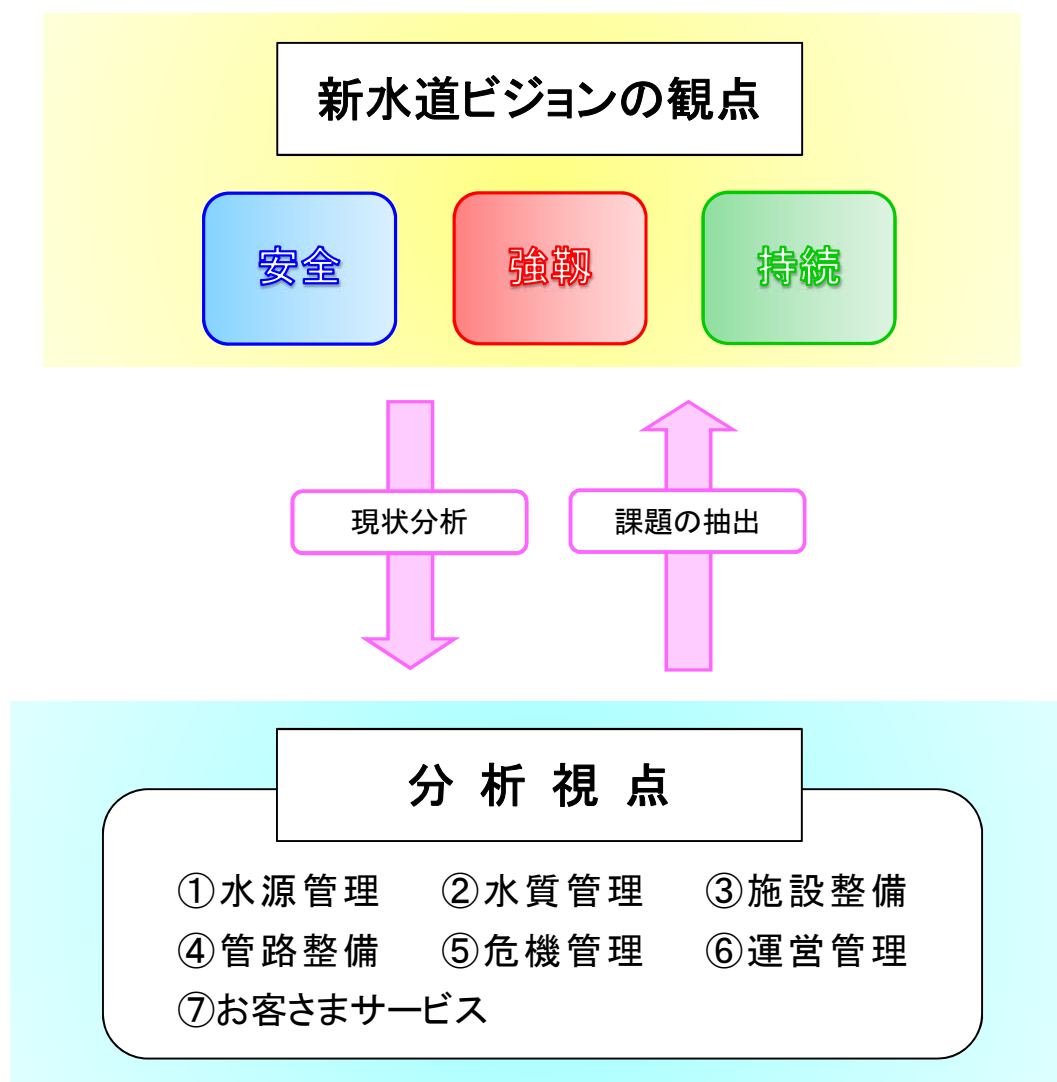 新水道ビジョンの観点
安全 強靱 持続
現状分析 課題の抽出
分析視点
①水源管理 ②水質管理 ③施設整備
④管路整備 ⑤危機管理 ⑥運営管理
⑦お客さまサービス